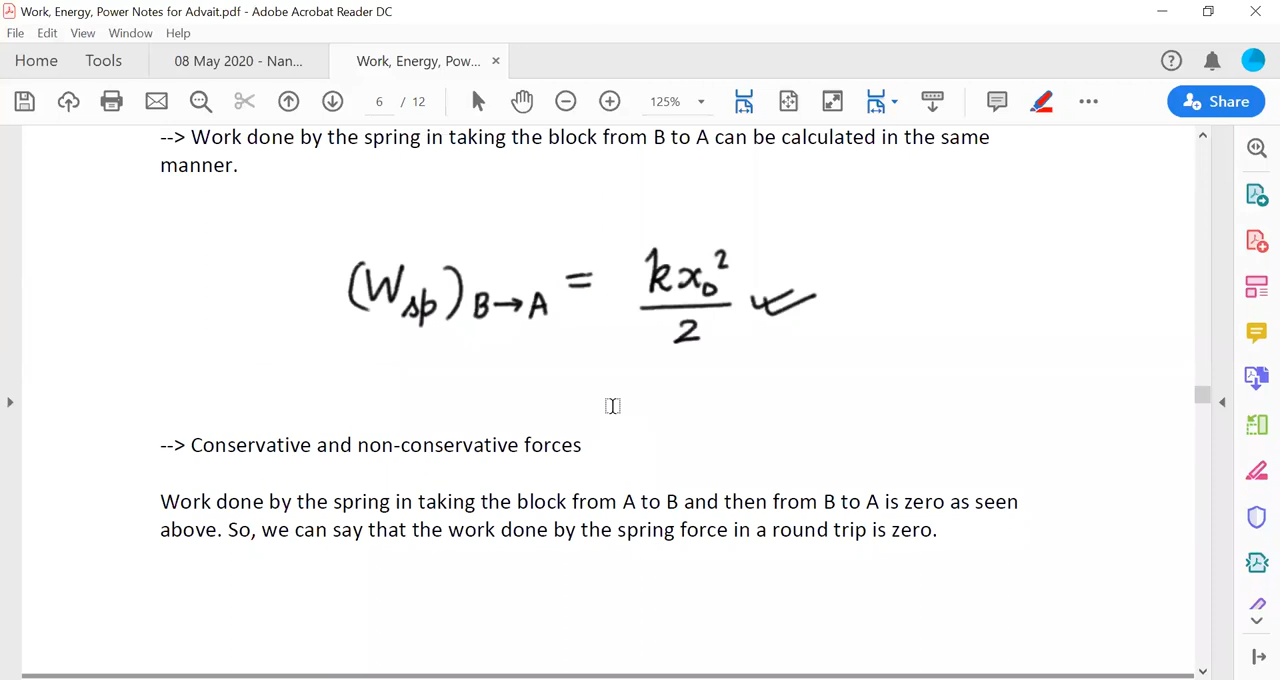 Work, Energy, Power Notes for Advait.pdf - Adobe Acrobat Reader DC
File Edit View Window Help
Home Tools 08 May 2020 - Nan... Work, Energy, Pow... ×
6 / 12 125% Share
--> Work done by the spring in taking the block from B to A can be calculated in the same
manner.
(W_sp)_B→A = kx₀²/2
--> Conservative and non-conservative forces
Work done by the spring in taking the block from A to B and then from B to A is zero as seen
above. So, we can say that the work done by the spring force in a round trip is zero.